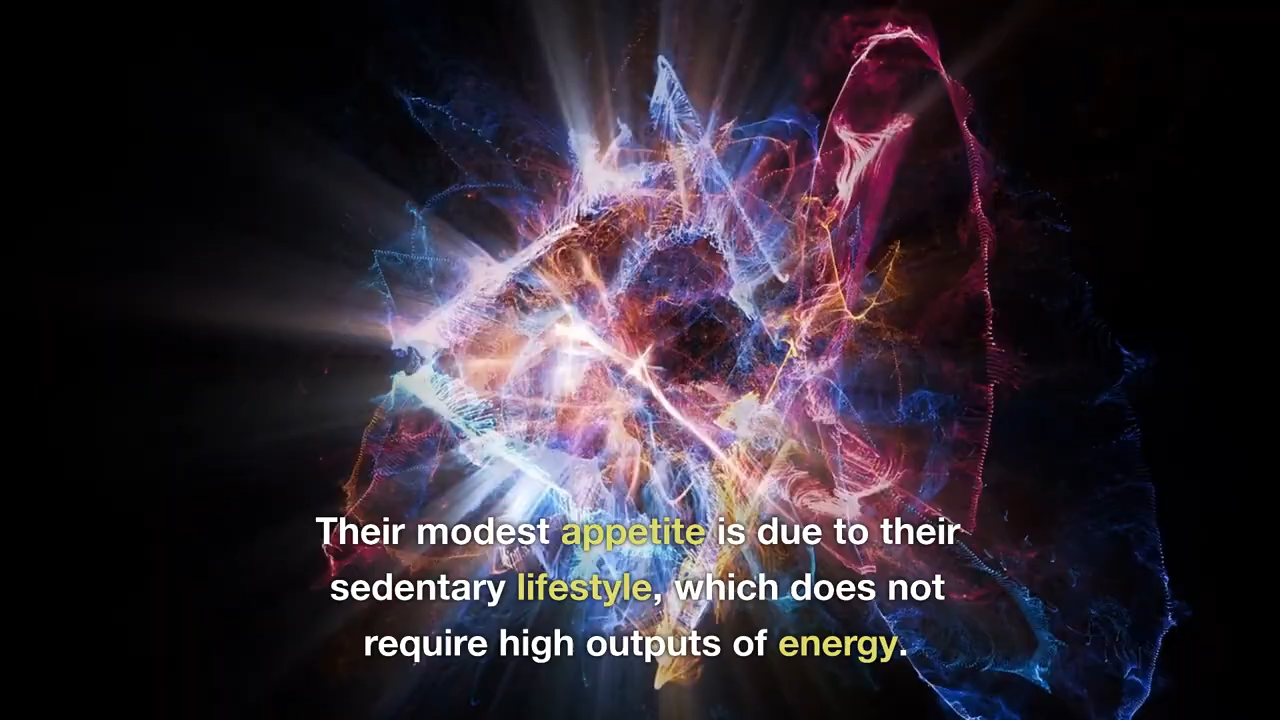 Their modest appetite is due to their
sedentary lifestyle, which does not
require high outputs of energy.